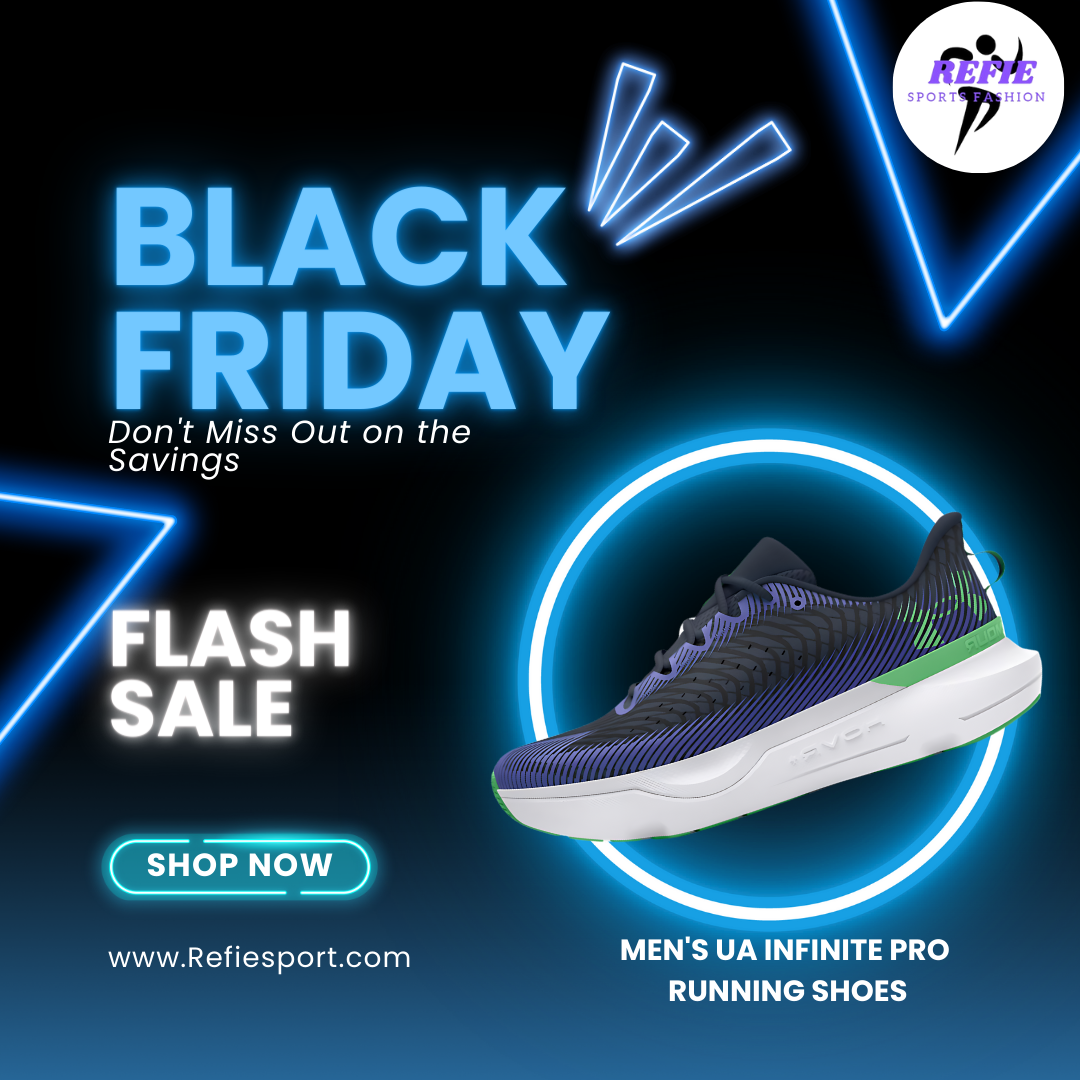 REFIE
SPORTS FASHION
BLACK
FRIDAY
Don't Miss Out on the
Savings
FLASH
SALE
SHOP NOW
www.Refiesport.com
MEN'S UA INFINITE PRO
RUNNING SHOES